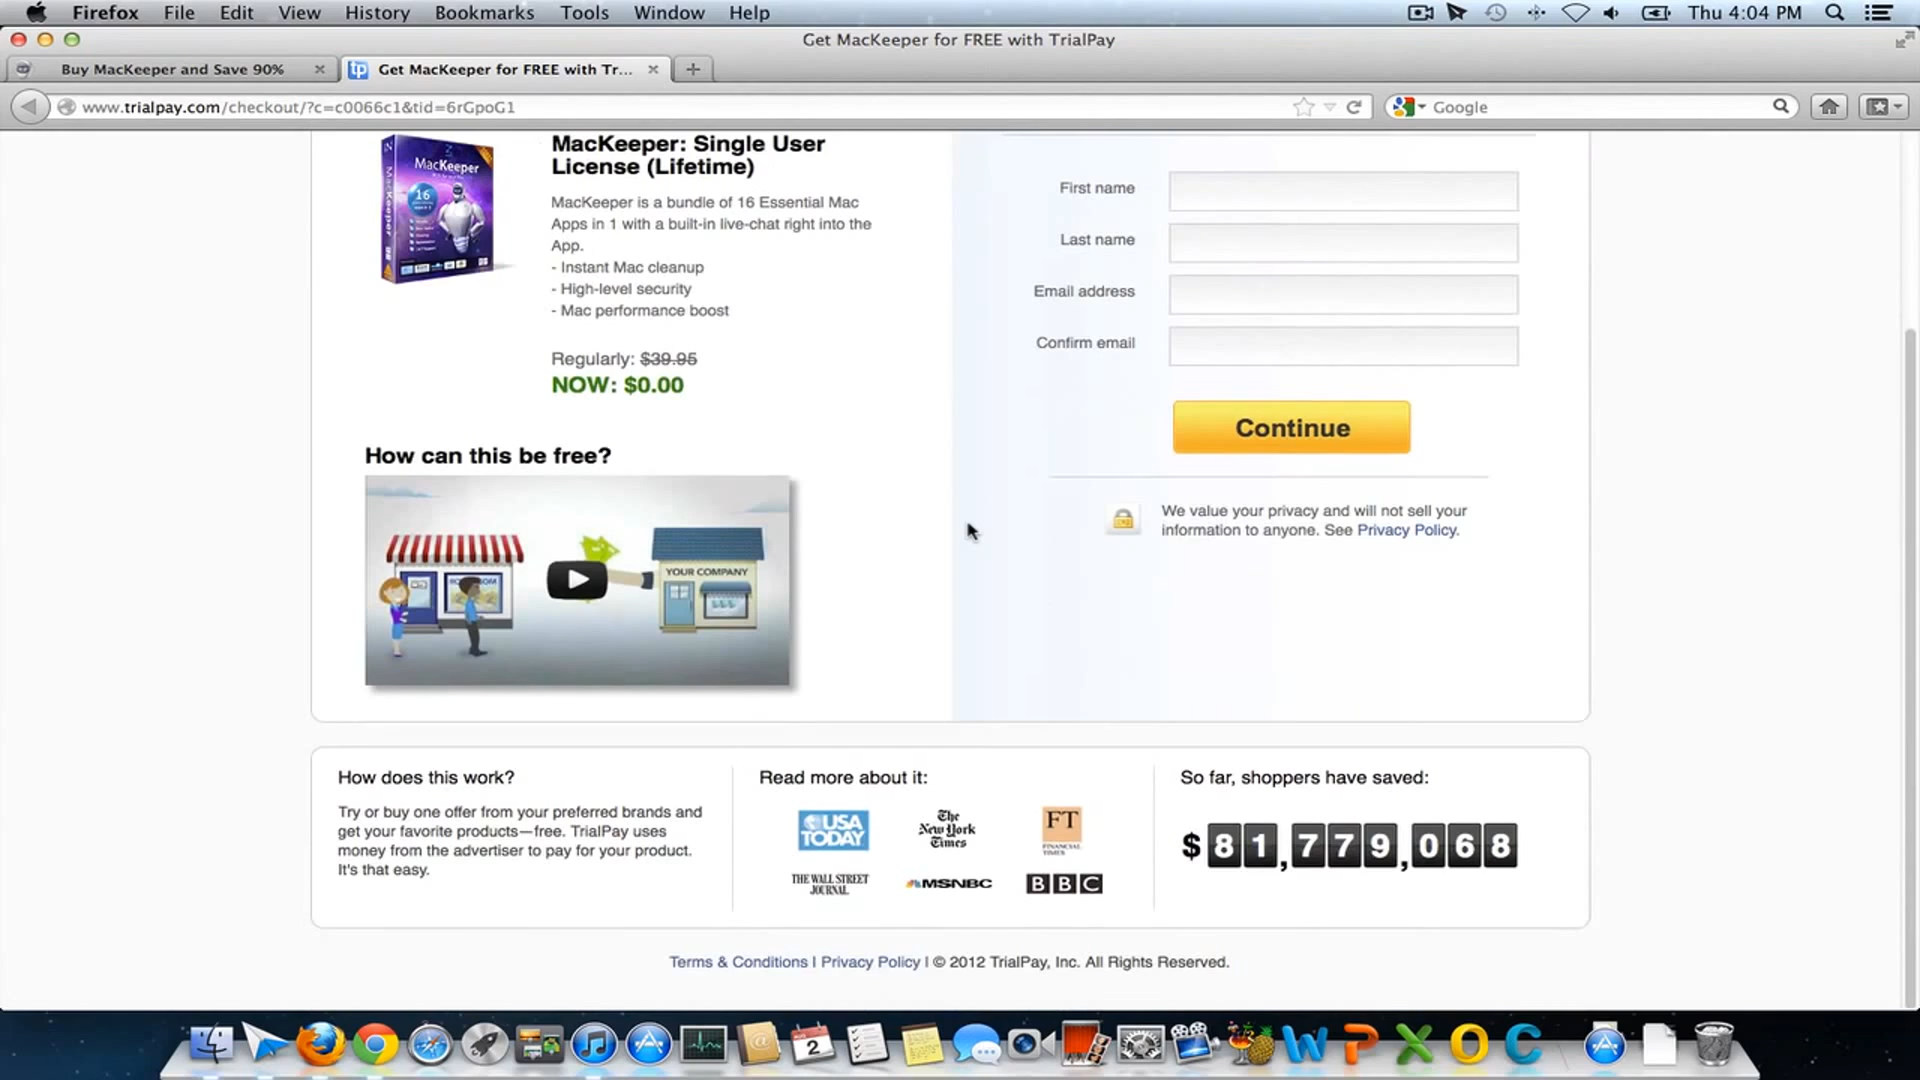 Firefox File Edit View History Bookmarks Tools Window Help Thu 4:04 PM
Get MacKeeper for FREE with TrialPay
Buy MacKeeper and Save 90% Get MacKeeper for FREE with Tr...
www.trialpay.com/checkout/?c=c0066c1&tid=6rGpoG1 Google
MacKeeper: Single User
License (Lifetime)
MacKeeper is a bundle of 16 Essential Mac
Apps in 1 with a built-in live-chat right into the
App.
- Instant Mac cleanup
- High-level security
- Mac performance boost
Regularly: $39.95
NOW: $0.00
MacKeeper
16
MacKeeper
How can this be free?
YOUR COMPANY
First name
Last name
Email address
Confirm email
Continue
We value your privacy and will not sell your
information to anyone. See Privacy Policy.
How does this work?
Try or buy one offer from your preferred brands and
get your favorite products—free. TrialPay uses
money from the advertiser to pay for your product.
It's that easy.
Read more about it:
USA
TODAY
The
New York
Times
FT
FINANCIAL
TIMES
THE WALL STREET
JOURNAL
MSNBC
BBC
So far, shoppers have saved:
$81,779,068
Terms & Conditions | Privacy Policy | © 2012 TrialPay, Inc. All Rights Reserved.
2